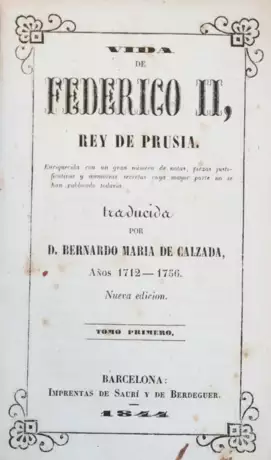 VIDA
DE
FEDERICO II,
REY DE PRUSIA.
Enriquecida con un gran número de notas, piezas justi-
ficativas y memorias secretas cuya mayor parte no se
han publicado todavía.
traducida
POR
D. BERNARDO MARIA DE CALZADA,
Años 1712—1756.
Nueva edicion.
TOMO PRIMERO,
BARCELONA:
IMPRENTAS DE SAURÍ Y DE BERDEGUER.
1844